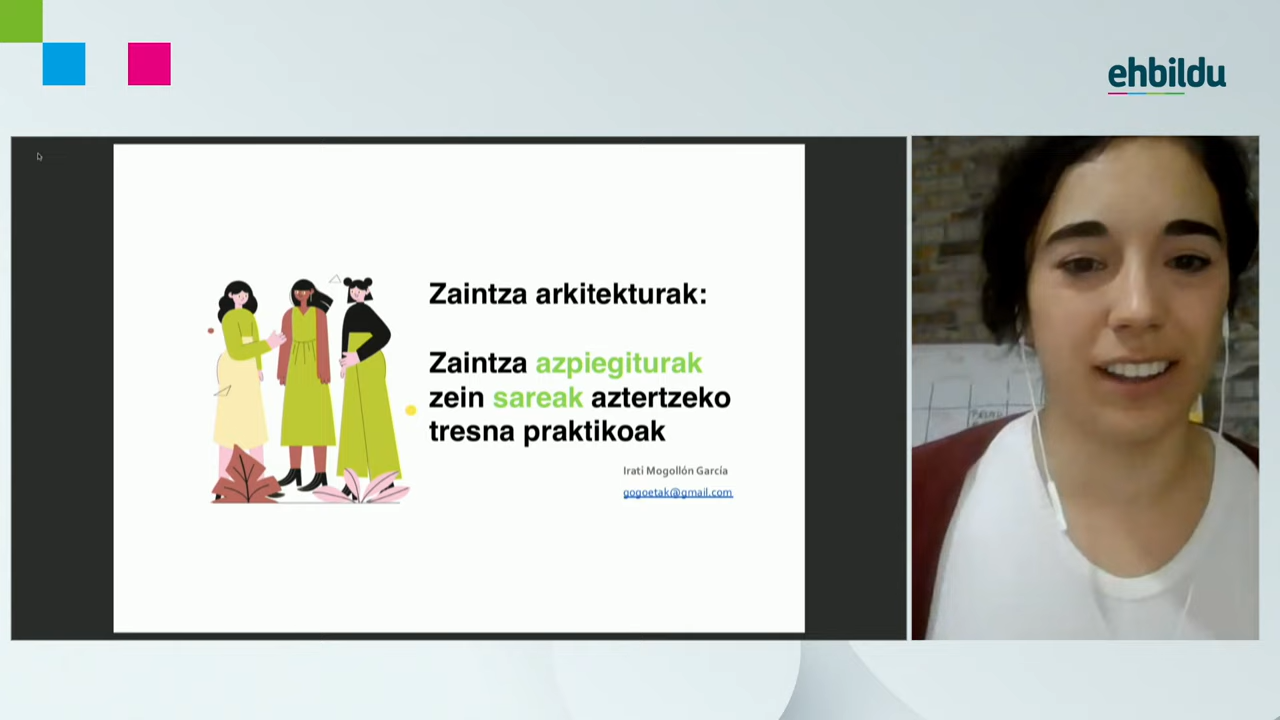 ehbildu
Zaintza arkitekturak:
Zaintza azpiegiturak
zein sareak aztertzeko
tresna praktikoak
Irati Mogollón García
gogoetak@gmail.com